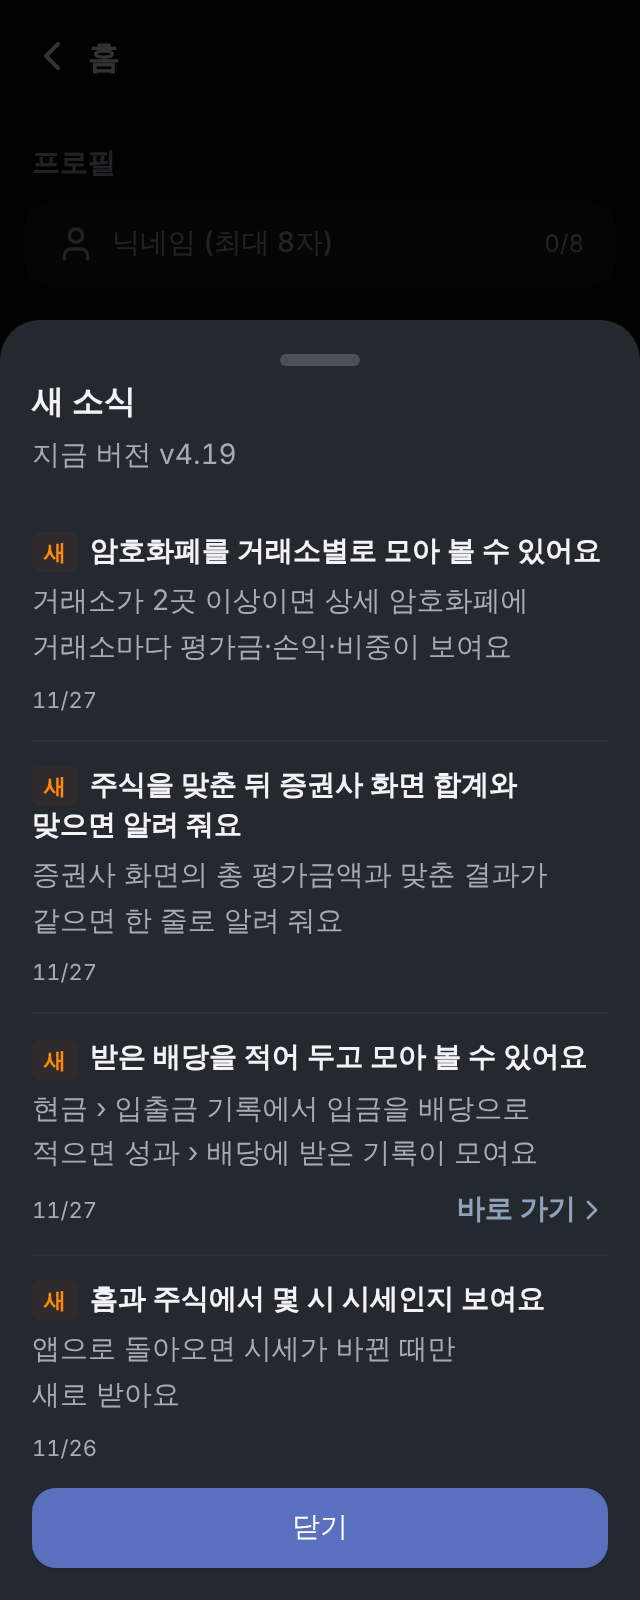 홈
프로필
닉네임 (최대 8자) 0/8
새 소식
지금 버전 v4.19
새 암호화폐를 거래소별로 모아 볼 수 있어요
거래소가 2곳 이상이면 상세 암호화폐에
거래소마다 평가금·손익·비중이 보여요
11/27
새 주식을 맞춘 뒤 증권사 화면 합계와
맞으면 알려 줘요
증권사 화면의 총 평가금액과 맞춘 결과가
같으면 한 줄로 알려 줘요
11/27
새 받은 배당을 적어 두고 모아 볼 수 있어요
현금 › 입출금 기록에서 입금을 배당으로
적으면 성과 › 배당에 받은 기록이 모여요
11/27 바로 가기
새 홈과 주식에서 몇 시 시세인지 보여요
앱으로 돌아오면 시세가 바뀐 때만
새로 받아요
11/26
닫기